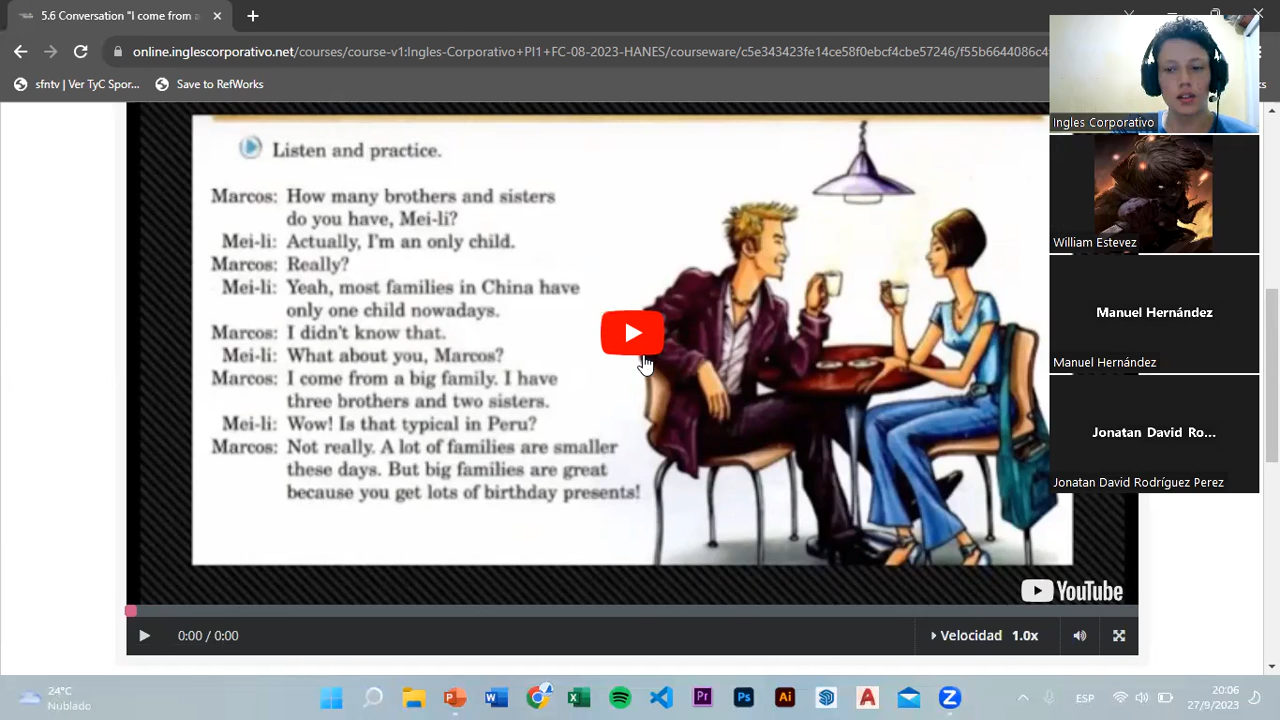 5.6 Conversation "I come from a
online.inglescorporativo.net/courses/course-v1:Ingles-Corporativo+PI1+FC-08-2023-HANES/courseware/c5e343423fe14ce58f0ebcf4cbe57246/f55b6644086c4
sfntv | Ver TyC Spor...
Save to RefWorks
Listen and practice.
Marcos: How many brothers and sisters
do you have, Mei-li?
Mei-li: Actually, I'm an only child.
Marcos: Really?
Mei-li: Yeah, most families in China have
only one child nowadays.
Marcos: I didn't know that.
Mei-li: What about you, Marcos?
Marcos: I come from a big family. I have
three brothers and two sisters.
Mei-li: Wow! Is that typical in Peru?
Marcos: Not really. A lot of families are smaller
these days. But big families are great
because you get lots of birthday presents!
YouTube
0:00 / 0:00
Velocidad 1.0x
Ingles Corporativo
William Estevez
Manuel Hernández
Manuel Hernández
Jonatan David Ro...
Jonatan David Rodríguez Perez
24°C
Nublado
ESP
20:06
27/9/2023